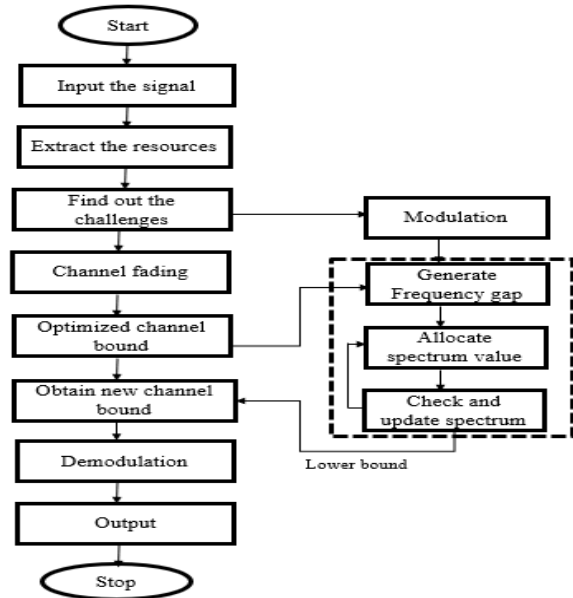 Start
Input the signal
Extract the resources
Find out the
challenges
Modulation
Channel fading
Generate
Frequency gap
Optimized channel
bound
Allocate
spectrum value
Obtain new channel
bound
Check and
update spectrum
Demodulation
Lower bound
Output
Stop